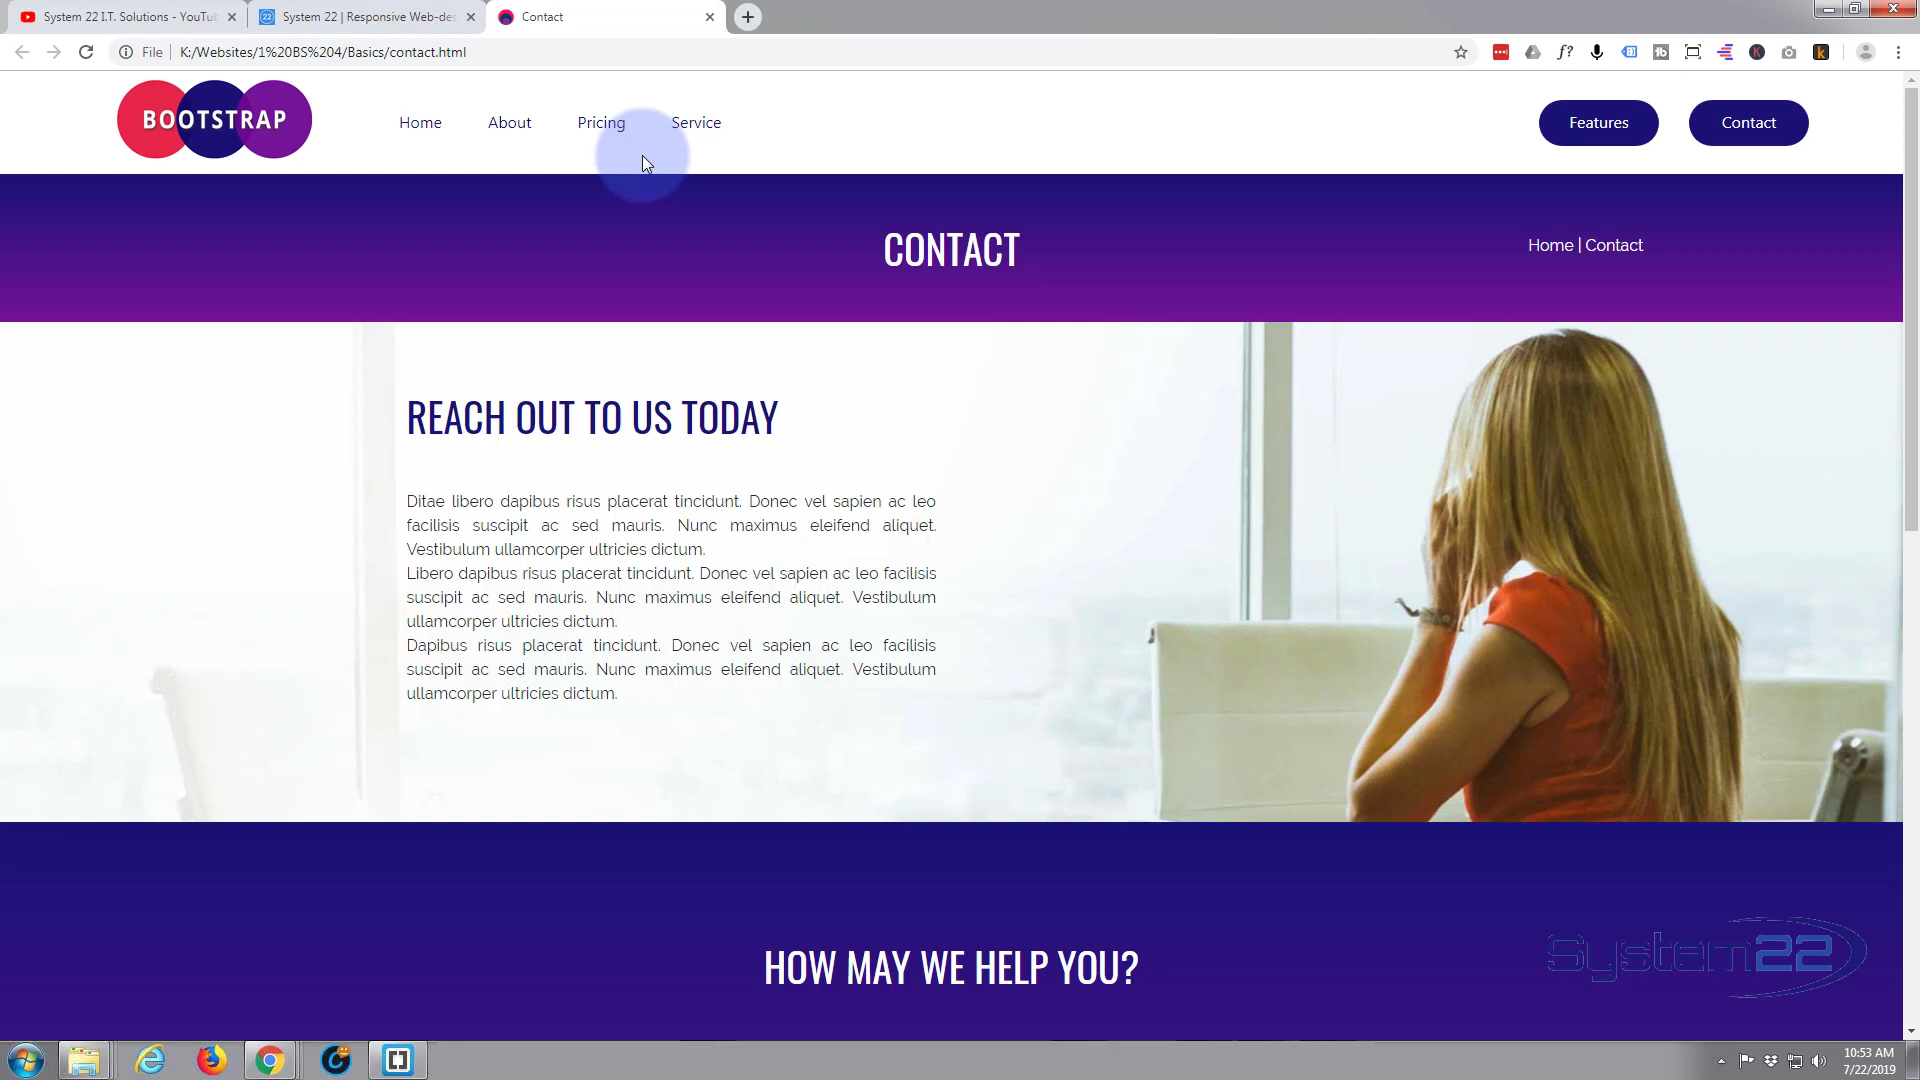 System 22 I.T. Solutions - YouTu
System 22 | Responsive Web-des
Contact
File
K:/Websites/1%20BS%204/Basics/contact.html
BOOTSTRAP
Home
About
Pricing
Service
Features
Contact
CONTACT
Home | Contact
REACH OUT TO US TODAY
Ditae libero dapibus risus placerat tincidunt. Donec vel sapien ac leo
facilisis suscipit ac sed mauris. Nunc maximus eleifend aliquet.
Vestibulum ullamcorper ultricies dictum.
Libero dapibus risus placerat tincidunt. Donec vel sapien ac leo facilisis
suscipit ac sed mauris. Nunc maximus eleifend aliquet. Vestibulum
ullamcorper ultricies dictum.
Dapibus risus placerat tincidunt. Donec vel sapien ac leo facilisis
suscipit ac sed mauris. Nunc maximus eleifend aliquet. Vestibulum
ullamcorper ultricies dictum.
HOW MAY WE HELP YOU?
System22
10:53 AM
7/22/2019